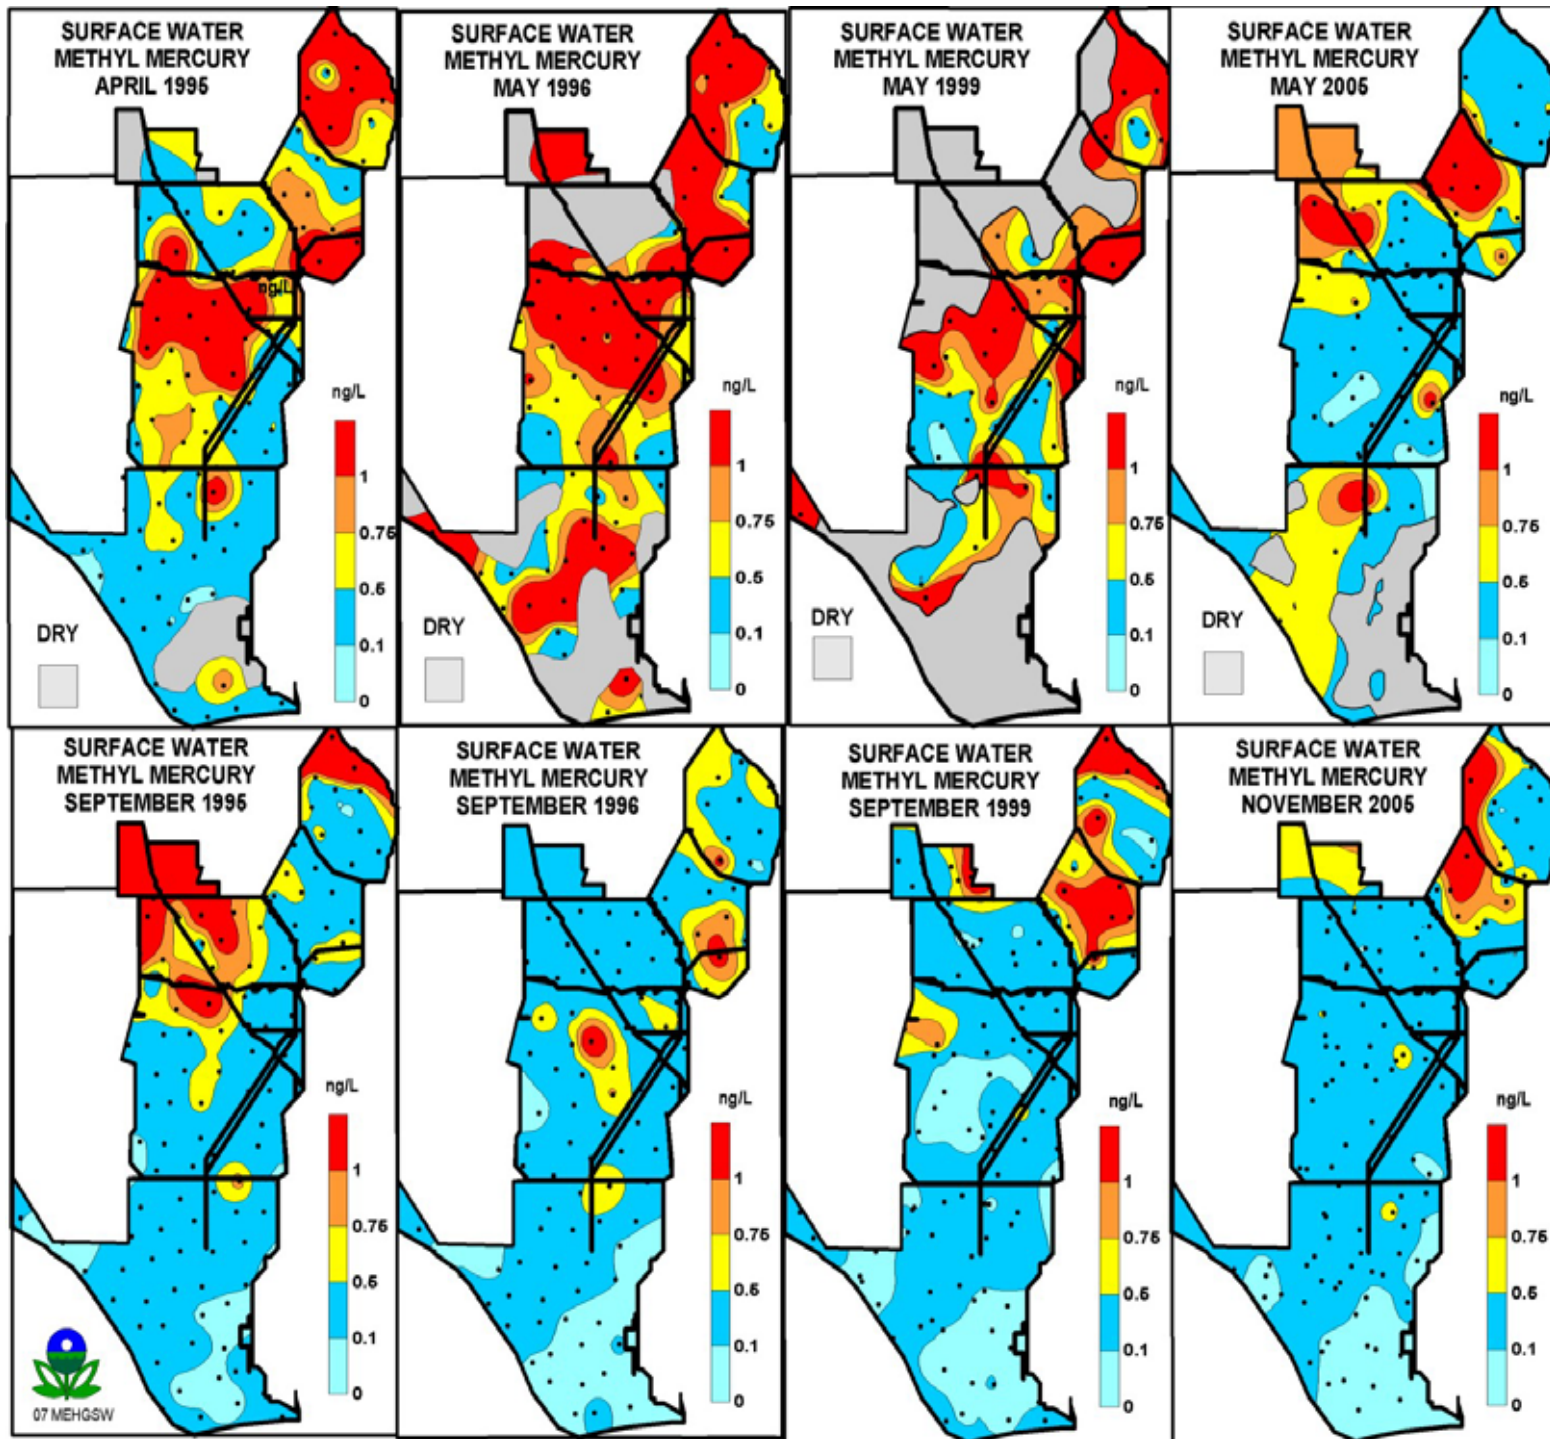 SURFACE WATER
METHYL MERCURY
APRIL 1995
ng/L
ng/L
1
0.75
0.5
0.1
0
DRY
SURFACE WATER
METHYL MERCURY
MAY 1996
ng/L
1
0.75
0.5
0.1
0
DRY
SURFACE WATER
METHYL MERCURY
MAY 1999
ng/L
1
0.75
0.5
0.1
0
DRY
SURFACE WATER
METHYL MERCURY
MAY 2005
ng/L
1
0.75
0.5
0.1
0
DRY
SURFACE WATER
METHYL MERCURY
SEPTEMBER 1995
ng/L
1
0.75
0.5
0.1
0
07 MEHGSW
SURFACE WATER
METHYL MERCURY
SEPTEMBER 1996
ng/L
1
0.75
0.5
0.1
0
SURFACE WATER
METHYL MERCURY
SEPTEMBER 1999
ng/L
1
0.75
0.5
0.1
0
SURFACE WATER
METHYL MERCURY
NOVEMBER 2005
ng/L
1
0.75
0.5
0.1
0